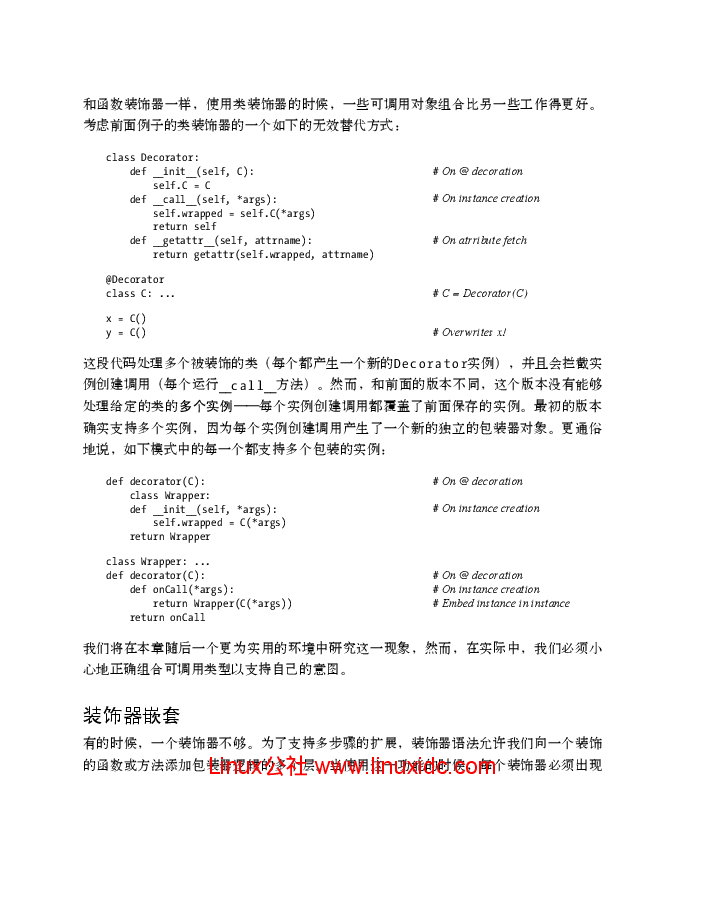 和函数装饰器一样，使用类装饰器的时候，一些可调用对象组合比另一些工作得更好。
考虑前面例子的类装饰器的一个如下的无效替代方式：
class Decorator:
def __init__(self, C): # On @ decoration
self.C = C
def __call__(self, *args): # On instance creation
self.wrapped = self.C(*args)
return self
def __getattr__(self, attrname): # On atrribute fetch
return getattr(self.wrapped, attrname)
@Decorator
class C: ... # C = Decorator(C)
x = C()
y = C() # Overwrites x!
这段代码处理多个被装饰的类（每个都产生一个新的Decorator实例），并且会拦截实
例创建调用（每个运行__call__方法）。然而，和前面的版本不同，这个版本没有能够
处理给定的类的多个实例——每个实例创建调用都覆盖了前面保存的实例。最初的版本
确实支持多个实例，因为每个实例创建调用产生了一个新的独立的包装器对象。更通俗
地说，如下模式中的每一个都支持多个包装的实例：
def decorator(C): # On @ decoration
class Wrapper:
def __init__(self, *args): # On instance creation
self.wrapped = C(*args)
return Wrapper
class Wrapper: ...
def decorator(C): # On @ decoration
def onCall(*args): # On instance creation
return Wrapper(C(*args)) # Embed instance in instance
return onCall
我们将在本章随后一个更为实用的环境中研究这一现象，然而，在实际中，我们必须小
心地正确组合可调用类型以支持自己的意图。
装饰器嵌套
有的时候，一个装饰器不够。为了支持多步骤的扩展，装饰器语法允许我们向一个装饰
的函数或方法添加包装器逻辑的多个层。当使用这一功能的时候，每个装饰器必须出现
Linux公社 www.linuxidc.com